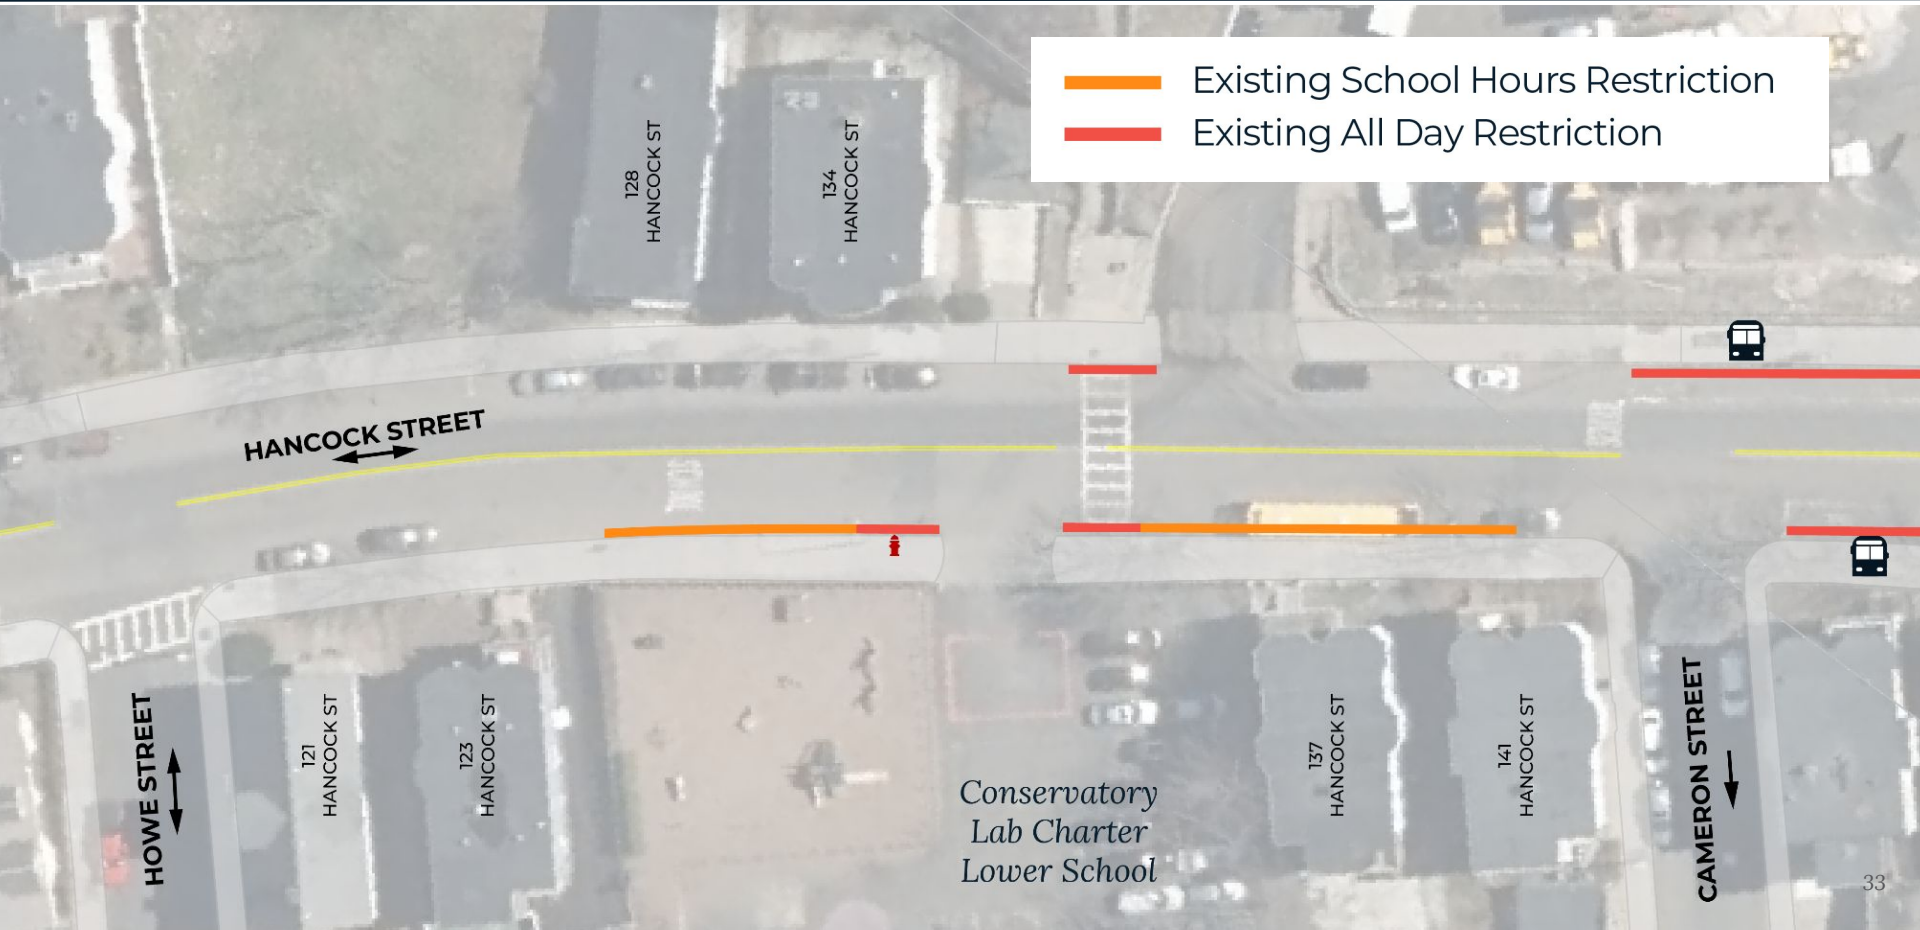 Existing School Hours Restriction
Existing All Day Restriction
128
HANCOCK ST
134
HANCOCK ST
HANCOCK STREET
HOWE STREET
121
HANCOCK ST
123
HANCOCK ST
Conservatory
Lab Charter
Lower School
137
HANCOCK ST
141
HANCOCK ST
CAMERON STREET
33